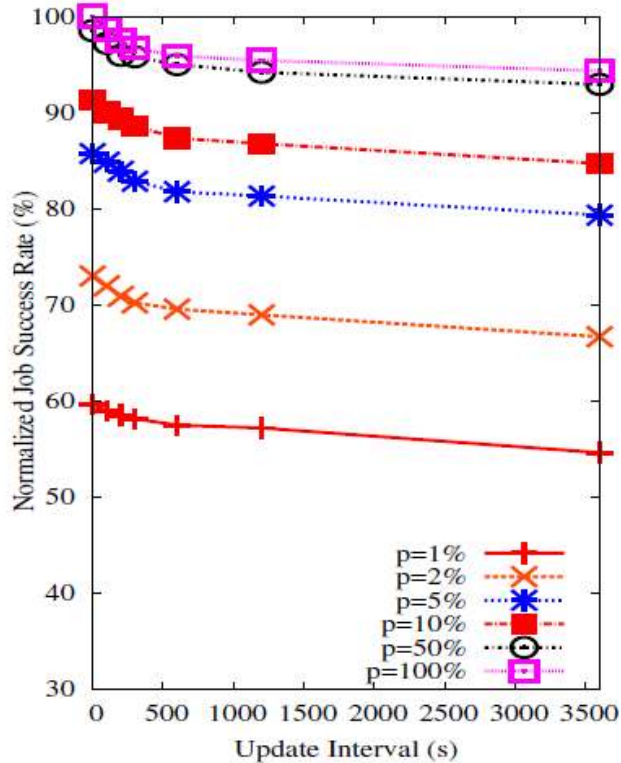 100
90
80
70
60
50
40
30
Normalized Job Success Rate (%)
p=1%
p=2%
p=5%
p=10%
p=50%
p=100%
0 500 1000 1500 2000 2500 3000 3500
Update Interval (s)